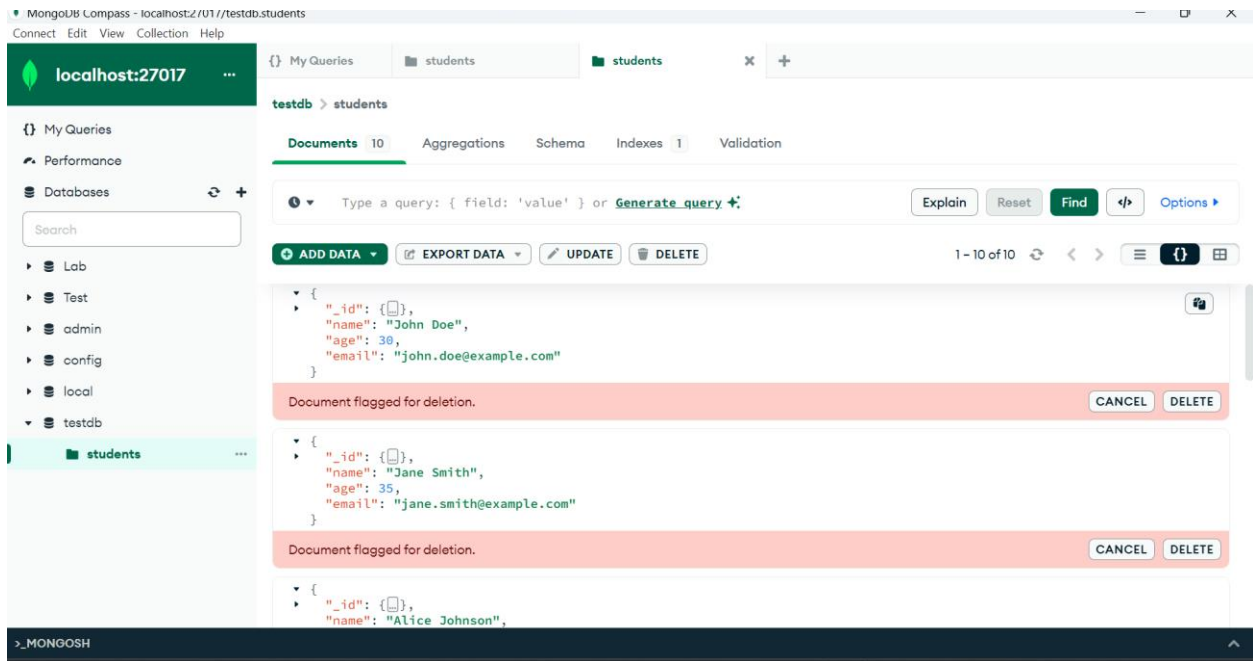 MongoDB Compass - localhost:27017/testdb.students
Connect Edit View Collection Help
localhost:27017 ...
{} My Queries
Performance
Databases
Search
Lab
Test
admin
config
local
testdb
students ...
{} My Queries students students
testdb > students
Documents 10 Aggregations Schema Indexes 1 Validation
Type a query: { field: 'value' } or Generate query
Explain Reset Find </> Options
ADD DATA EXPORT DATA UPDATE DELETE 1 – 10 of 10 {}
{
"_id": {...},
"name": "John Doe",
"age": 30,
"email": "john.doe@example.com"
}
Document flagged for deletion. CANCEL DELETE
{
"_id": {...},
"name": "Jane Smith",
"age": 35,
"email": "jane.smith@example.com"
}
Document flagged for deletion. CANCEL DELETE
{
"_id": {...},
"name": "Alice Johnson",
>_MONGOSH